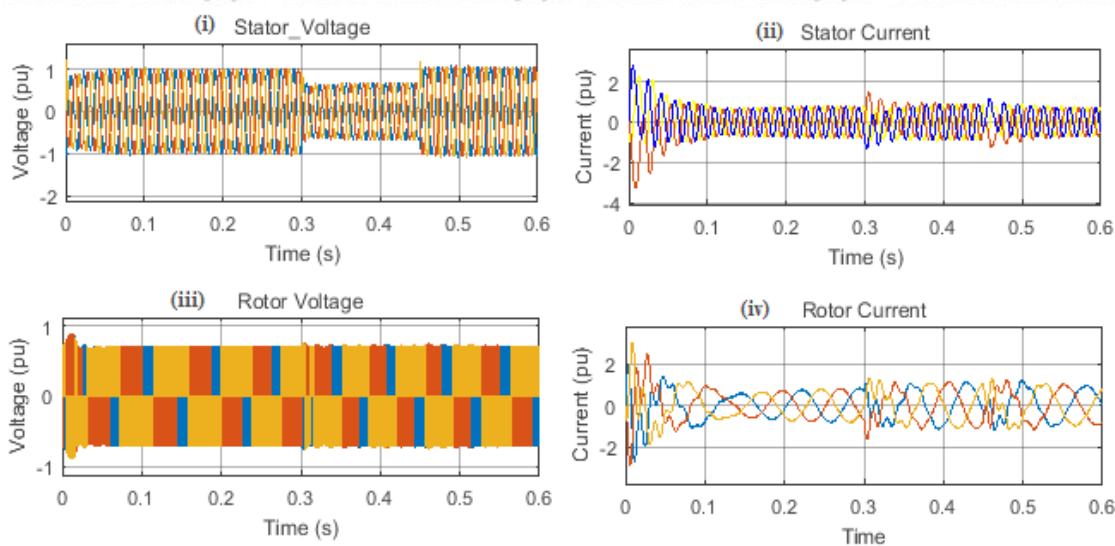 (i) Stator_Voltage
Voltage (pu)
1
0
-1
-2
0 0.1 0.2 0.3 0.4 0.5 0.6
Time (s)
(ii) Stator Current
Current (pu)
2
0
-2
-4
0 0.1 0.2 0.3 0.4 0.5 0.6
Time (s)
(iii) Rotor Voltage
Voltage (pu)
1
0
-1
0 0.1 0.2 0.3 0.4 0.5 0.6
Time (s)
(iv) Rotor Current
Current (pu)
2
0
-2
0 0.1 0.2 0.3 0.4 0.5 0.6
Time